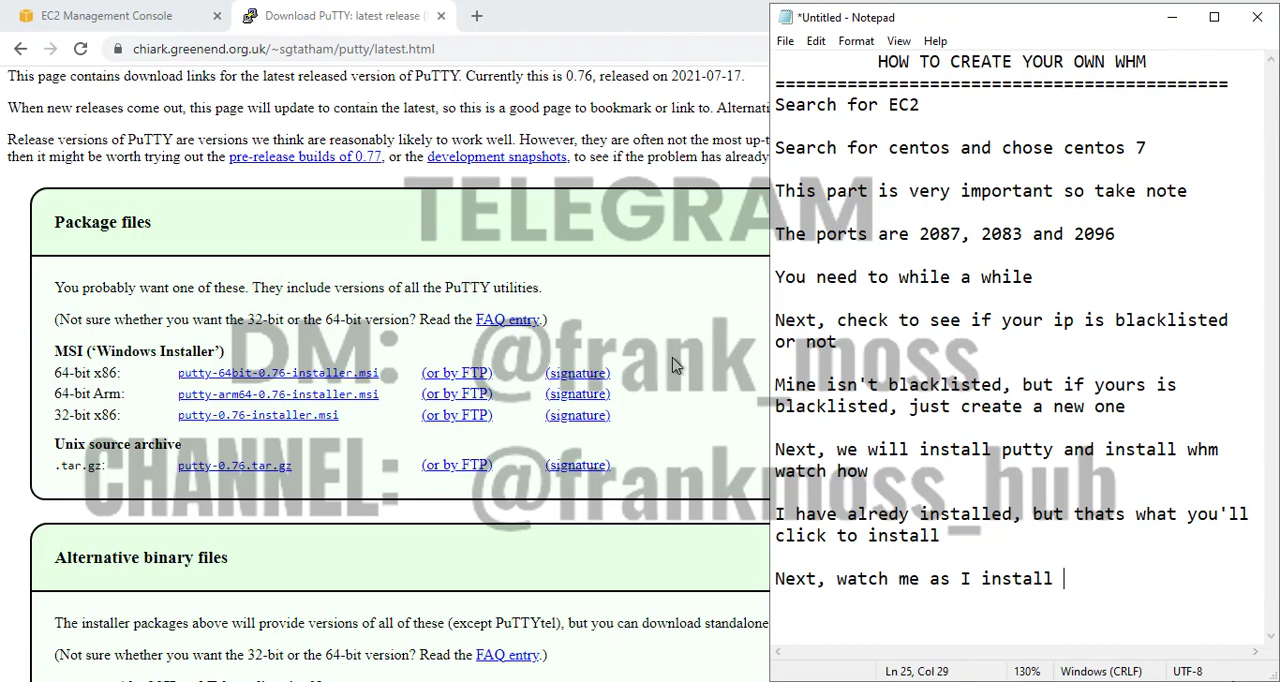 EC2 Management Console
Download PuTTY: latest release (
chiark.greenend.org.uk/~sgtatham/putty/latest.html
This page contains download links for the latest released version of PuTTY. Currently this is 0.76, released on 2021-07-17.
When new releases come out, this page will update to contain the latest, so this is a good page to bookmark or link to. Alternati
Release versions of PuTTY are versions we think are reasonably likely to work well. However, they are often not the most up-t
then it might be worth trying out the pre-release builds of 0.77, or the development snapshots, to see if the problem has already
Package files
You probably want one of these. They include versions of all the PuTTY utilities.
(Not sure whether you want the 32-bit or the 64-bit version? Read the FAQ entry.)
MSI (‘Windows Installer’)
64-bit x86: putty-64bit-0.76-installer.msi (or by FTP) (signature)
64-bit Arm: putty-arm64-0.76-installer.msi (or by FTP) (signature)
32-bit x86: putty-0.76-installer.msi (or by FTP) (signature)
Unix source archive
.tar.gz: putty-0.76.tar.gz (or by FTP) (signature)
Alternative binary files
The installer packages above will provide versions of all of these (except PuTTYtel), but you can download standalone
(Not sure whether you want the 32-bit or the 64-bit version? Read the FAQ entry.)
*Untitled - Notepad
File Edit Format View Help
HOW TO CREATE YOUR OWN WHM
============================================
Search for EC2
Search for centos and chose centos 7
This part is very important so take note
The ports are 2087, 2083 and 2096
You need to while a while
Next, check to see if your ip is blacklisted
or not
Mine isn't blacklisted, but if yours is
blacklisted, just create a new one
Next, we will install putty and install whm
watch how
I have alredy installed, but thats what you'll
click to install
Next, watch me as I install
Ln 25, Col 29 130% Windows (CRLF) UTF-8
TELEGRAM
DM: @frank_moss
CHANNEL: @frankmoss_hub